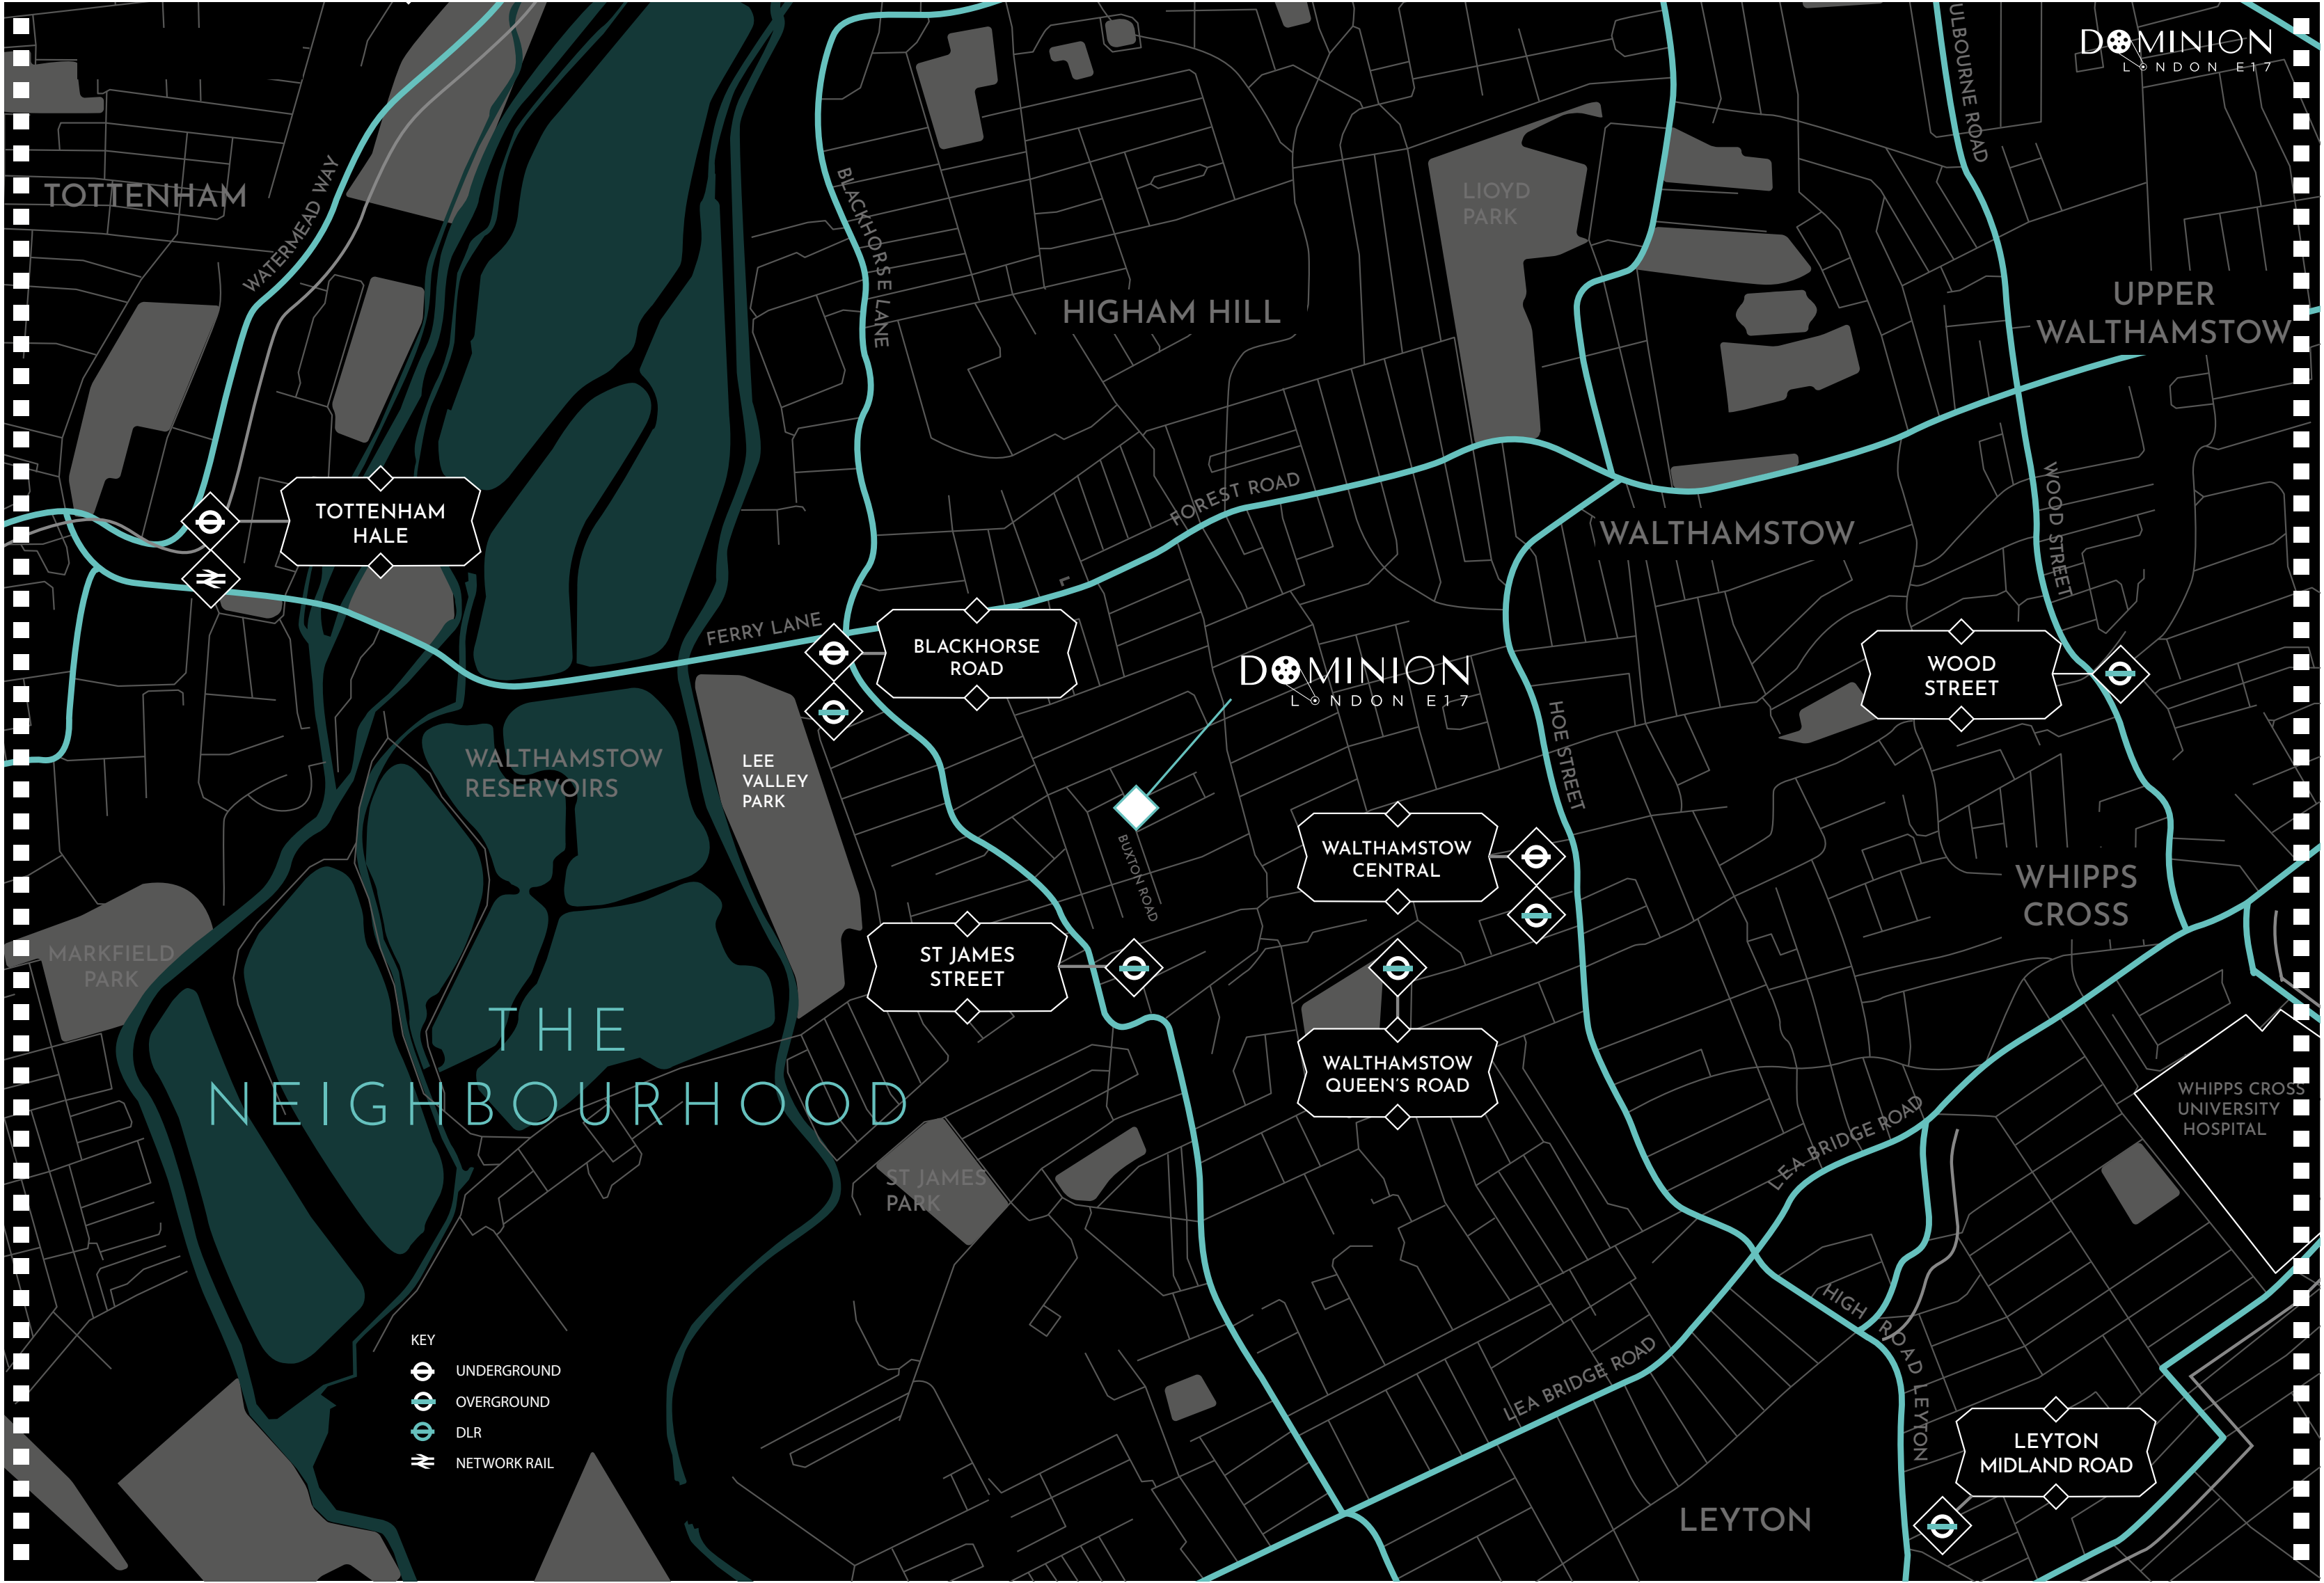 DOMINION
LONDON E17
ULBOURNE ROAD
TOTTENHAM
WATERMEAD WAY
BLACKHORSE LANE
LIOYD
PARK
HIGHAM HILL
UPPER
WALTHAMSTOW
TOTTENHAM
HALE
FOREST ROAD
WALTHAMSTOW
WOOD STREET
FERRY LANE
L
BLACKHORSE
ROAD
DOMINION
LONDON E17
WOOD
STREET
HOE STREET
WALTHAMSTOW
RESERVOIRS
LEE
VALLEY
PARK
BUXTON ROAD
WALTHAMSTOW
CENTRAL
WHIPPS
CROSS
MARKFIELD
PARK
ST JAMES
STREET
THE
NEIGHBOURHOOD
WALTHAMSTOW
QUEEN'S ROAD
WHIPPS CROSS
UNIVERSITY
HOSPITAL
LEA BRIDGE ROAD
ST JAMES
PARK
HIGH ROAD LEYTON
KEY
UNDERGROUND
OVERGROUND
DLR
NETWORK RAIL
LEA BRIDGE ROAD
LEYTON
MIDLAND ROAD
LEYTON